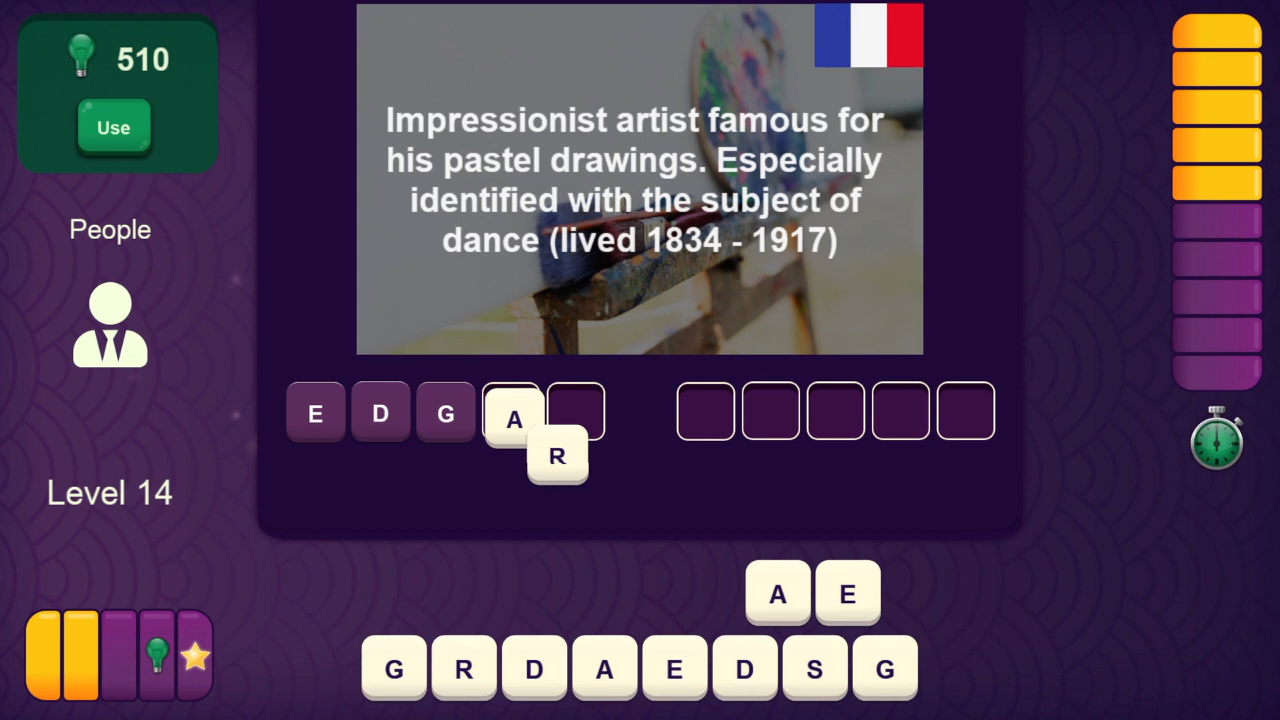 510
Use
People
Level 14
Impressionist artist famous for
his pastel drawings. Especially
identified with the subject of
dance (lived 1834 - 1917)
E D G A
R
A E
G R D A E D S G